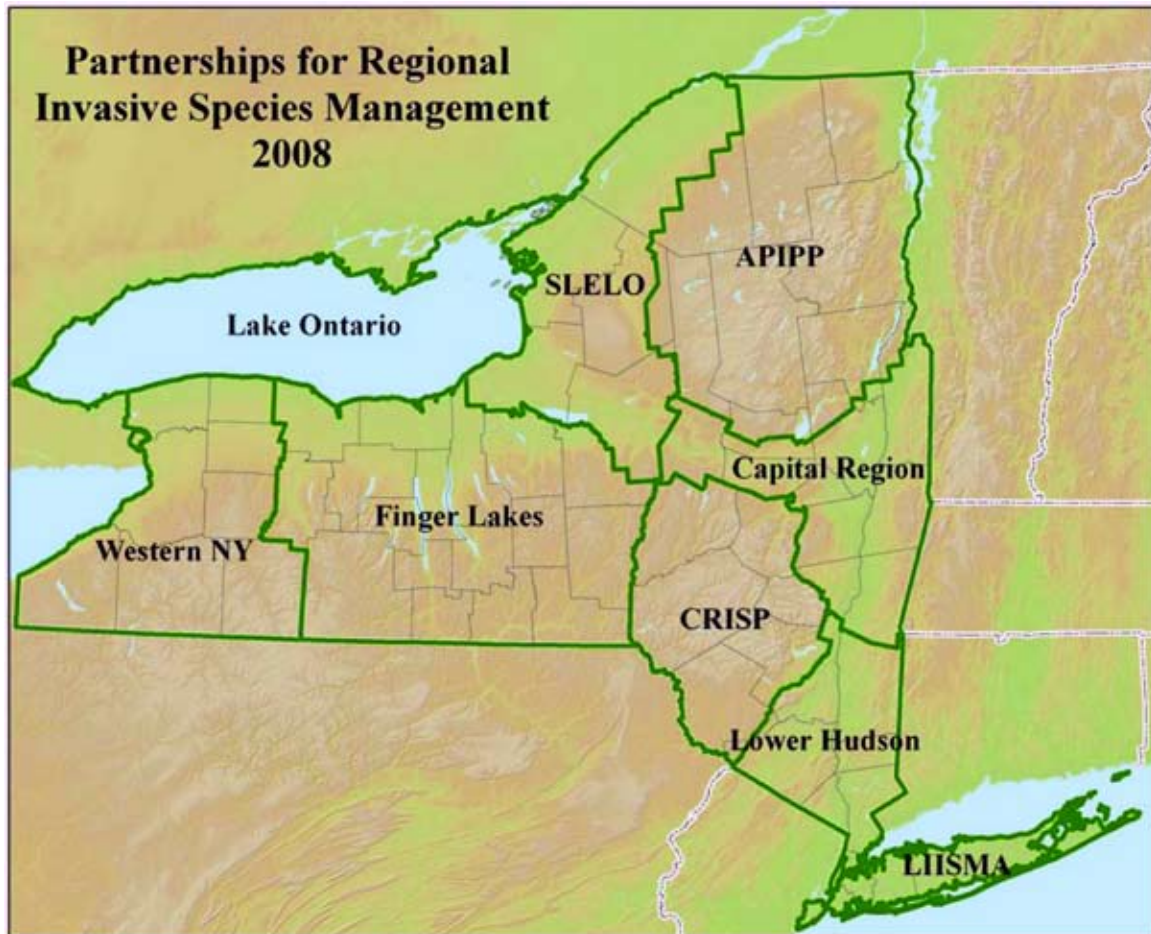 Partnerships for Regional
Invasive Species Management
2008
APIPP
SLELO
Lake Ontario
Capital Region
Finger Lakes
Western NY
CRISP
Lower Hudson
LIISMA